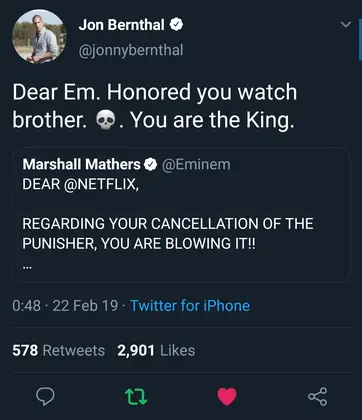 Jon Bernthal
@jonnybernthal
Dear Em. Honored you watch
brother. 💀. You are the King.
Marshall Mathers @Eminem
DEAR @NETFLIX,
REGARDING YOUR CANCELLATION OF THE
PUNISHER, YOU ARE BLOWING IT!!
...
0:48 · 22 Feb 19 · Twitter for iPhone
578 Retweets 2,901 Likes